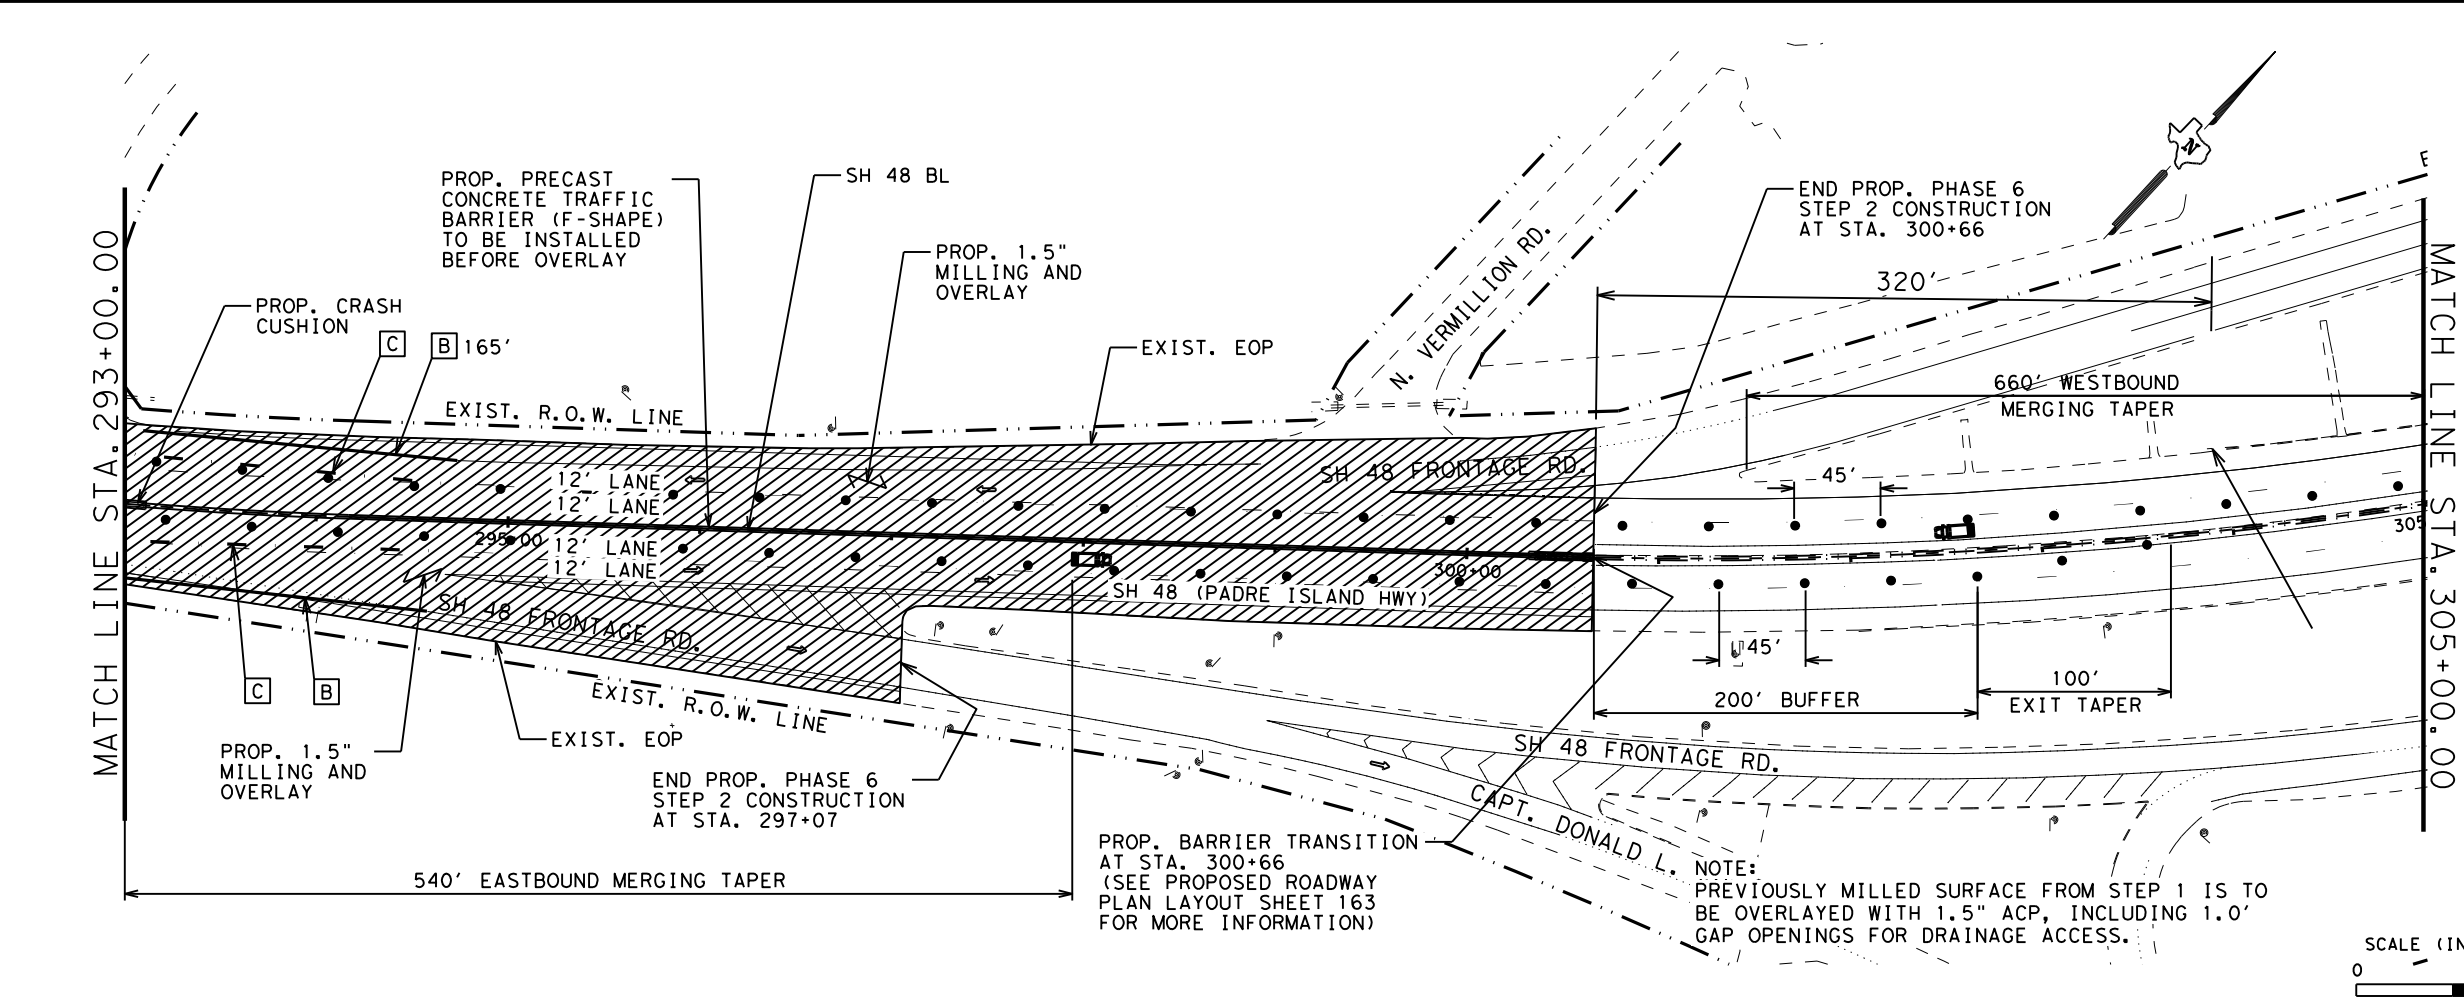 MATCH LINE STA.293+00.00
PROP. PRECAST
CONCRETE TRAFFIC
BARRIER (F-SHAPE)
TO BE INSTALLED
BEFORE OVERLAY
SH 48 BL
PROP. 1.5"
MILLING AND
OVERLAY
PROP. CRASH
CUSHION
C
B 165'
EXIST. EOP
EXIST. R.O.W. LINE
N. VERMILLION RD.
END PROP. PHASE 6
STEP 2 CONSTRUCTION
AT STA. 300+66
N
320'
660' WESTBOUND
MERGING TAPER
MATCH LINE STA.305+00.00
12' LANE
12' LANE
SH 48 FRONTAGE RD.
45'
295+00
12' LANE
12' LANE
300+00
305
SH 48 (PADRE ISLAND HWY)
SH 48 FRONTAGE RD.
45'
C
B
EXIST. R.O.W. LINE
200' BUFFER
100'
EXIT TAPER
PROP. 1.5"
MILLING AND
OVERLAY
EXIST. EOP
END PROP. PHASE 6
STEP 2 CONSTRUCTION
AT STA. 297+07
SH 48 FRONTAGE RD.
CAPT. DONALD L.
PROP. BARRIER TRANSITION
AT STA. 300+66
(SEE PROPOSED ROADWAY
PLAN LAYOUT SHEET 163
FOR MORE INFORMATION)
540' EASTBOUND MERGING TAPER
NOTE:
PREVIOUSLY MILLED SURFACE FROM STEP 1 IS TO
BE OVERLAYED WITH 1.5" ACP, INCLUDING 1.0'
GAP OPENINGS FOR DRAINAGE ACCESS.
SCALE (IN
0